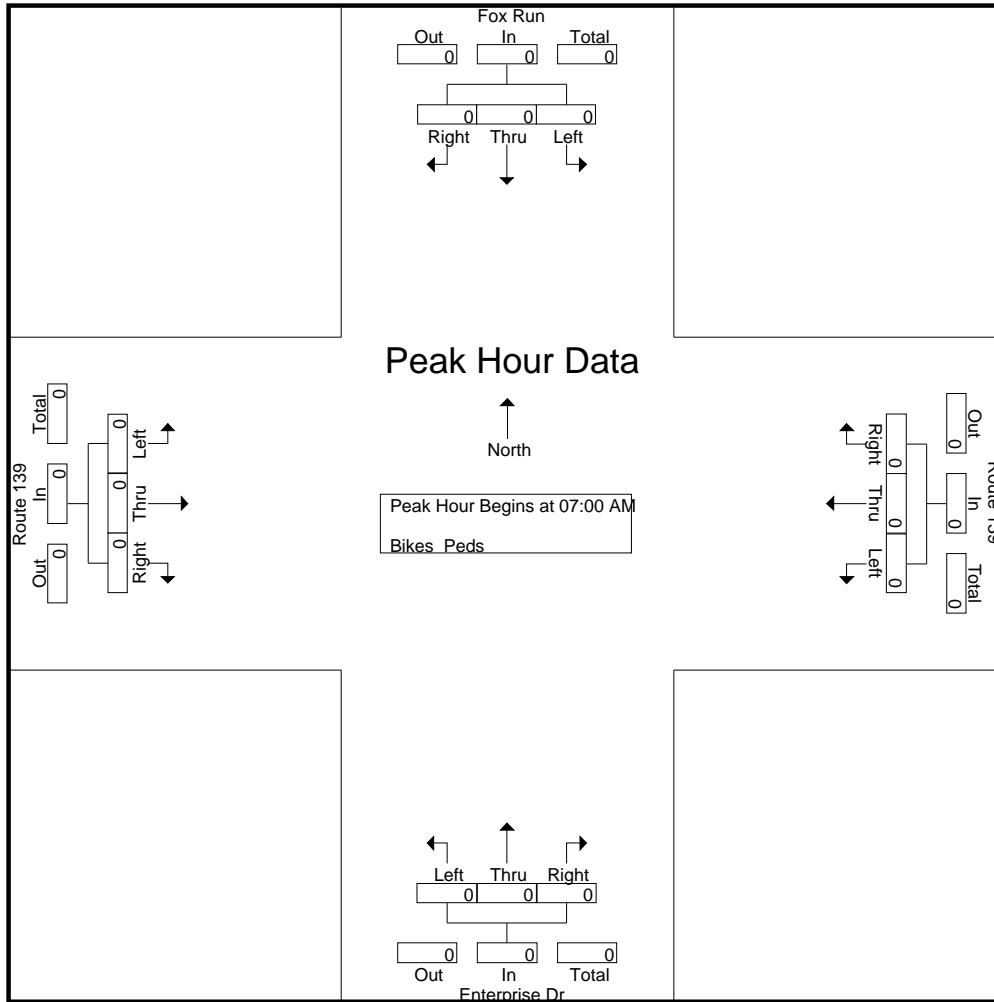 Fox Run
Out In Total
0 0 0
0 0 0
Right Thru Left
Peak Hour Data
North
Peak Hour Begins at 07:00 AM
Bikes Peds
Route 139
Out In Total
0 0 0
0 0 0
Right Thru Left
Route 139
Total In Out
0 0 0
0 0 0
Left Thru Right
Left Thru Right
0 0 0
0 0 0
Out In Total
Enterprise Dr